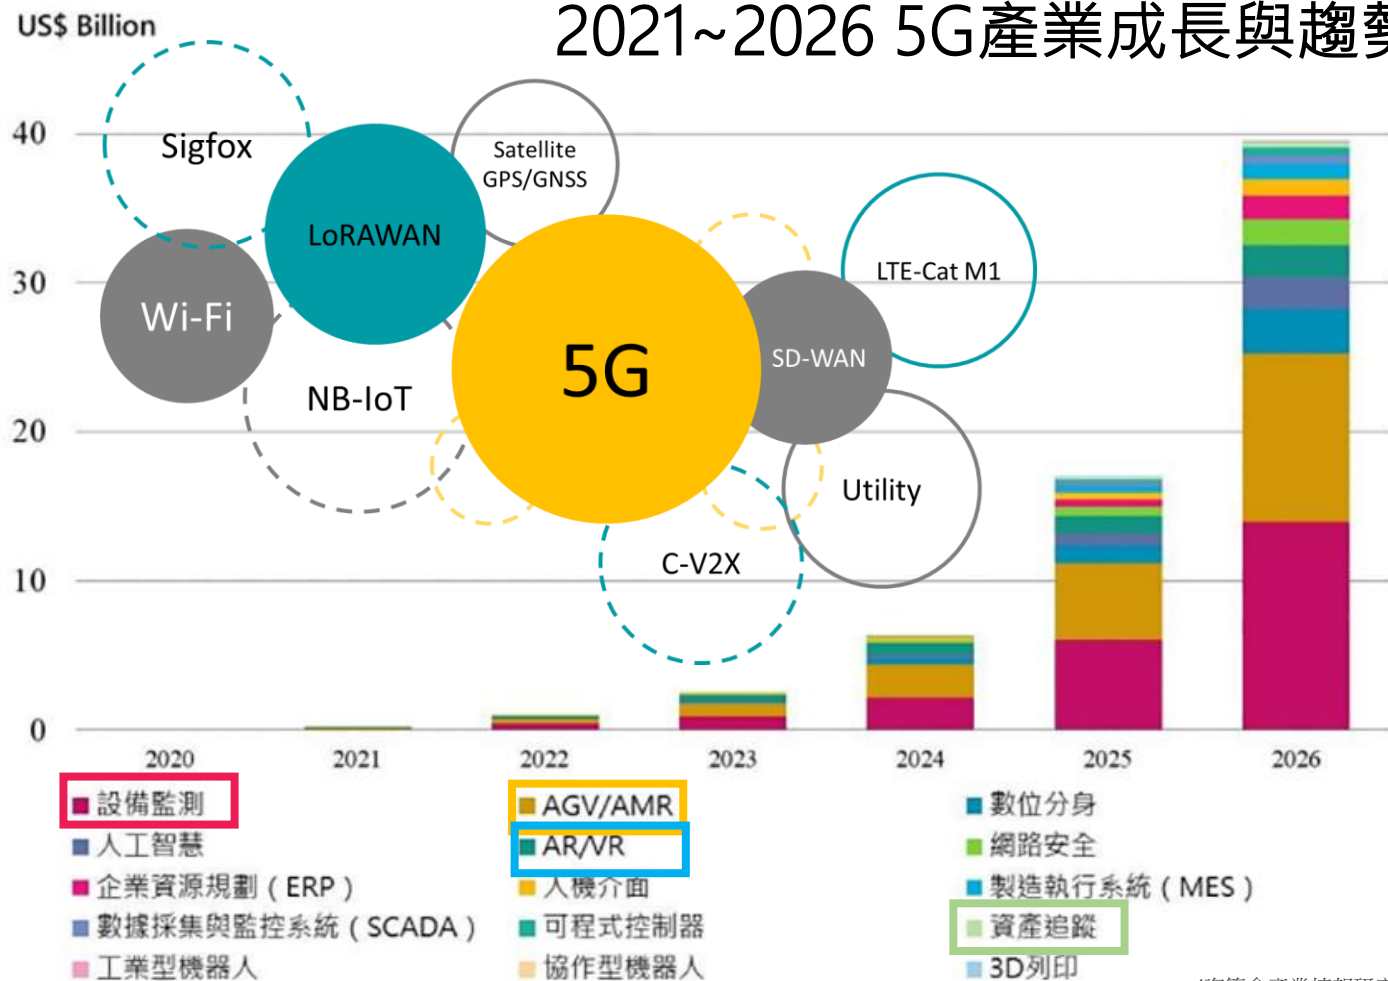 US$ Billion
2021~2026 5G產業成長與趨勢
40
30
20
10
0
Sigfox
LoRAWAN
Satellite
GPS/GNSS
Wi-Fi
NB-IoT
5G
SD-WAN
LTE-Cat M1
Utility
C-V2X
2020 2021 2022 2023 2024 2025 2026
設備監測 AGV/AMR 數位分身
人工智慧 AR/VR 網路安全
企業資源規劃（ERP） 人機介面 製造執行系統（MES）
數據採集與監控系統（SCADA） 可程式控制器 資產追蹤
工業型機器人 協作型機器人 3D列印